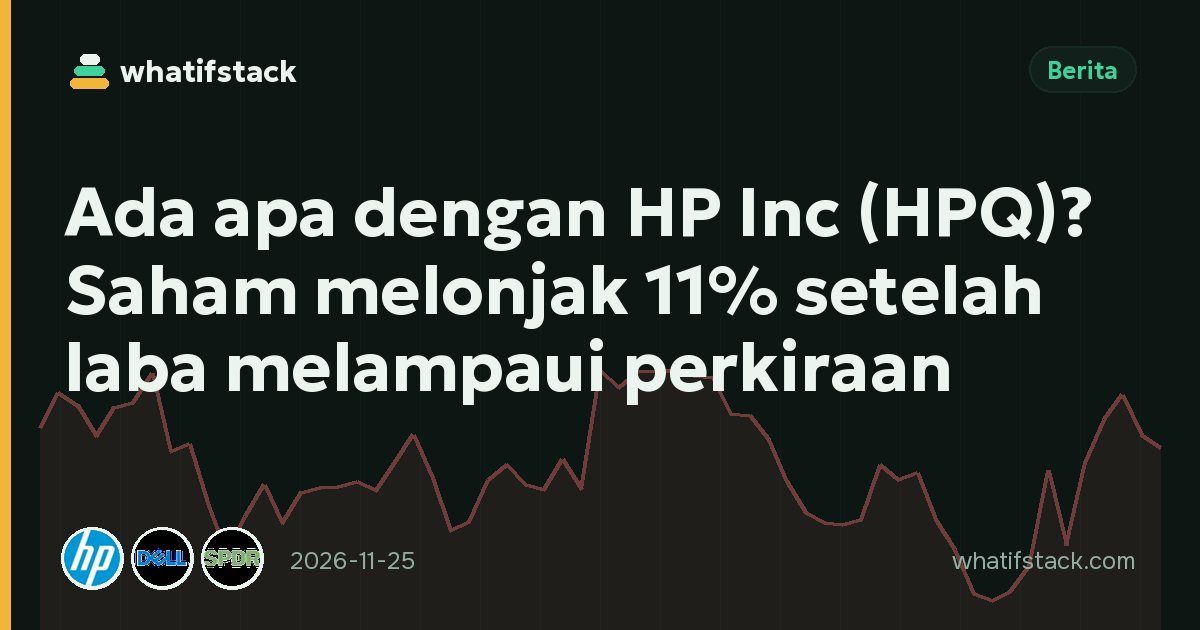 whatifstack
Berita
Ada apa dengan HP Inc (HPQ)?
Saham melonjak 11% setelah
laba melampaui perkiraan
hp
DELL
SPDR
2026-11-25
whatifstack.com